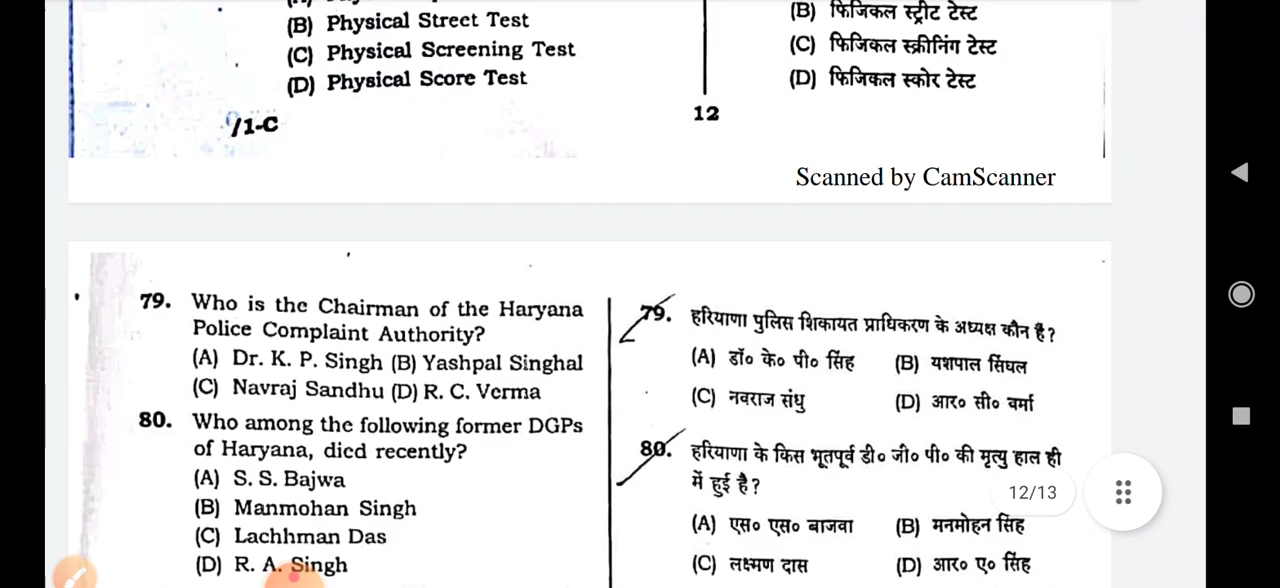 (B) Physical Street Test
(C) Physical Screening Test
(D) Physical Score Test
(B) फिजिकल स्ट्रीट टेस्ट
(C) फिजिकल स्क्रीनिंग टेस्ट
(D) फिजिकल स्कोर टेस्ट
/1-C
12
Scanned by CamScanner
79. Who is the Chairman of the Haryana
Police Complaint Authority?
(A) Dr. K. P. Singh (B) Yashpal Singhal
(C) Navraj Sandhu (D) R. C. Verma
80. Who among the following former DGPs
of Haryana, died recently?
(A) S. S. Bajwa
(B) Manmohan Singh
(C) Lachhman Das
(D) R. A. Singh
79. हरियाणा पुलिस शिकायत प्राधिकरण के अध्यक्ष कौन है?
(A) डॉ० के० पी० सिंह (B) यशपाल सिंघल
(C) नवराज संधु (D) आर० सी० वर्मा
80. हरियाणा के किस भूतपूर्व डी० जी० पी० की मृत्यु हाल ही
में हुई है?
(A) एस० एस० बाजवा (B) मनमोहन सिंह
(C) लक्ष्मण दास (D) आर० ए० सिंह
12/13